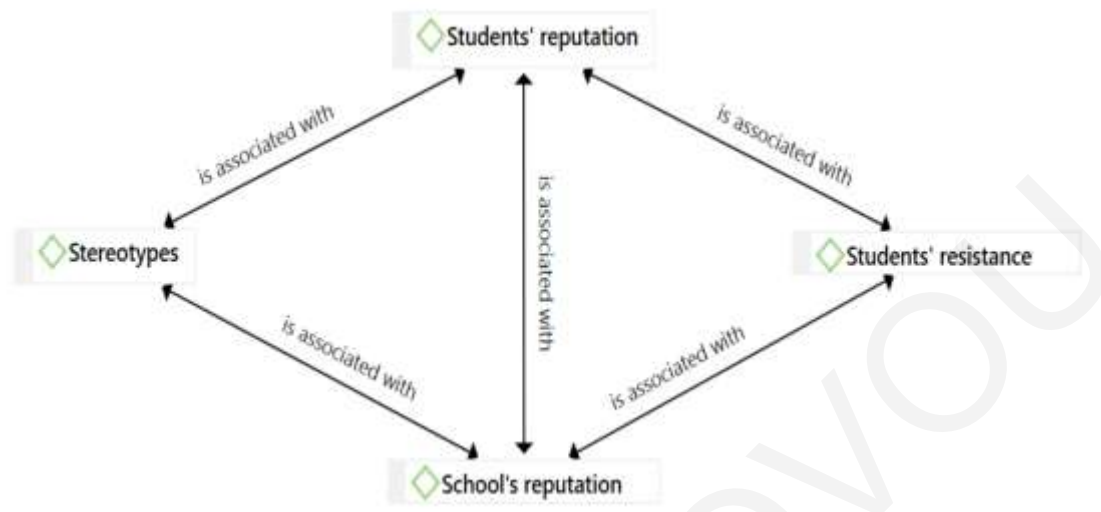 Students' reputation
is associated with
is associated with
is associated with
Stereotypes
Students' resistance
is associated with
is associated with
School's reputation